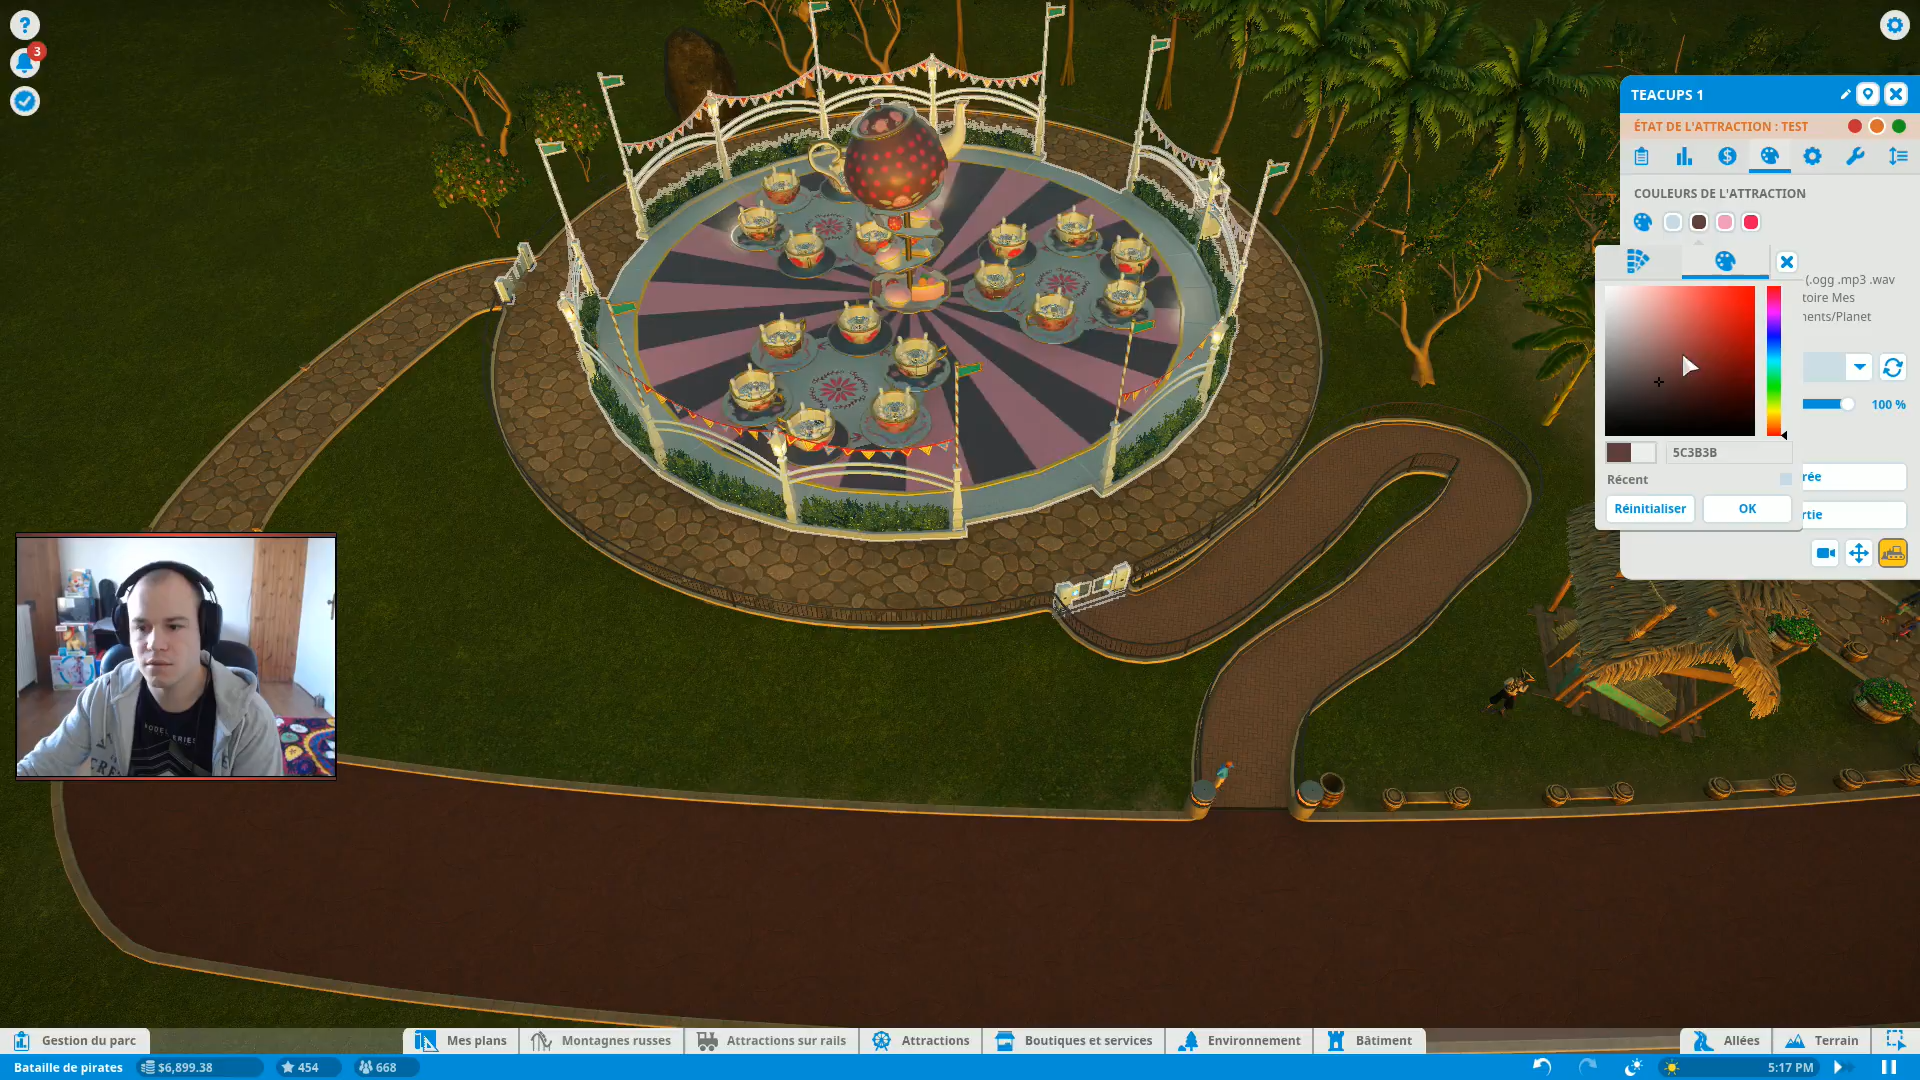 ?
3
TEACUPS 1
ÉTAT DE L'ATTRACTION : TEST
COULEURS DE L'ATTRACTION
(.ogg .mp3 .wav
toire Mes
nents/Planet
100 %
5C3B3B
Récent
Réinitialiser
OK
rée
rtie
Gestion du parc
Mes plans
Montagnes russes
Attractions sur rails
Attractions
Boutiques et services
Environnement
Bâtiment
Allées
Terrain
Bataille de pirates
$6,899.38
454
668
5:17 PM